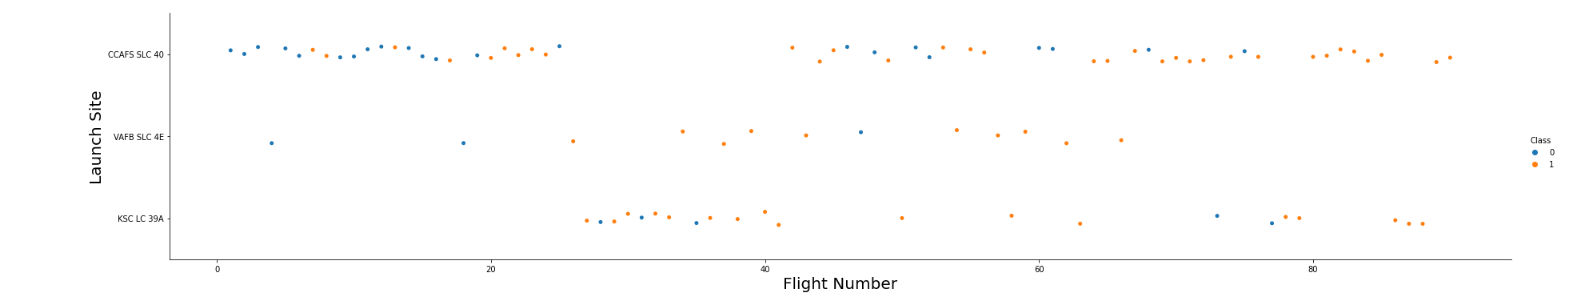 CCAFS SLC 40
VAFB SLC 4E
KSC LC 39A
Launch Site
0 20 40 60 80
Flight Number
Class
0
1